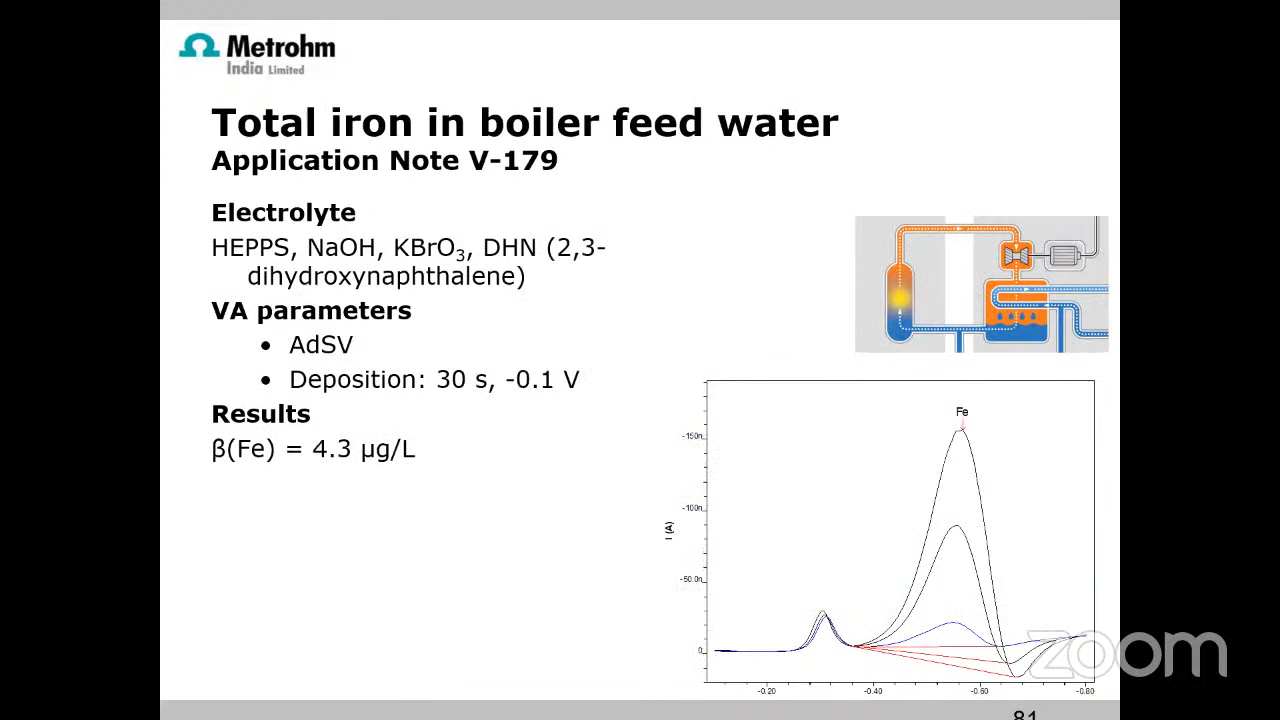 Metrohm
India Limited
Total iron in boiler feed water
Application Note V-179
Electrolyte
HEPPS, NaOH, KBrO3, DHN (2,3-
dihydroxynaphthalene)
VA parameters
• AdSV
• Deposition: 30 s, -0.1 V
Results
β(Fe) = 4.3 µg/L
Fe
-150n
-100n
-50.0n
0
I (A)
-0.20 -0.40 -0.60 -0.80
zoom
81